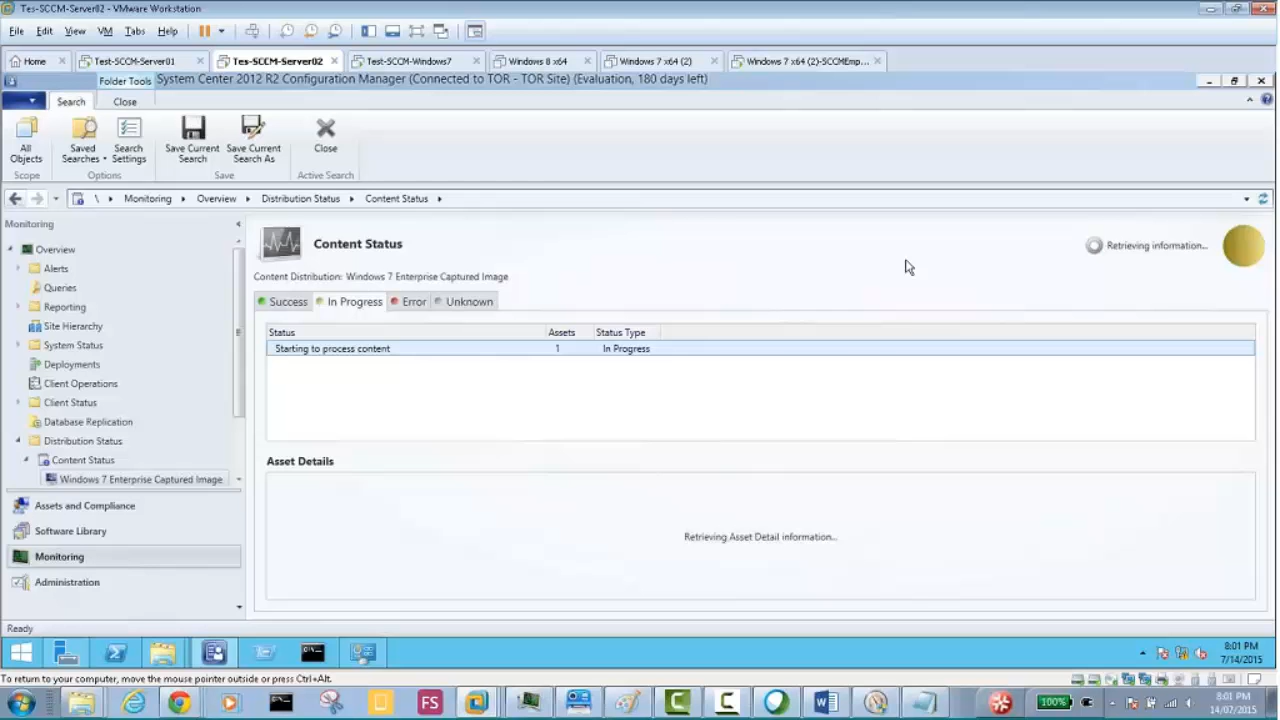 Tes-SCCM-Server02 - VMware Workstation
File Edit View VM Tabs Help
Home Test-SCCM-Server01 Tes-SCCM-Server02 Test-SCCM-Windows7 Windows 8 x64 Windows 7 x64 (2) Windows 7 x64 (2)-SCCMEmp...
Folder Tools System Center 2012 R2 Configuration Manager (Connected to TOR - TOR Site) (Evaluation, 180 days left)
Search Close
All Objects
Saved Searches
Search Settings
Save Current Search
Save Current Search As
Close
Scope Options Save Active Search
\ Monitoring Overview Distribution Status Content Status
Monitoring
Overview
Alerts
Queries
Reporting
Site Hierarchy
System Status
Deployments
Client Operations
Client Status
Database Replication
Distribution Status
Content Status
Windows 7 Enterprise Captured Image
Assets and Compliance
Software Library
Monitoring
Administration
Content Status
Retrieving information...
Content Distribution: Windows 7 Enterprise Captured Image
Success In Progress Error Unknown
Status Assets Status Type
Starting to process content 1 In Progress
Asset Details
Retrieving Asset Detail information...
Ready
8:01 PM
7/14/2015
To return to your computer, move the mouse pointer outside or press Ctrl+Alt.
FS
100%
8:01 PM
14/07/2015